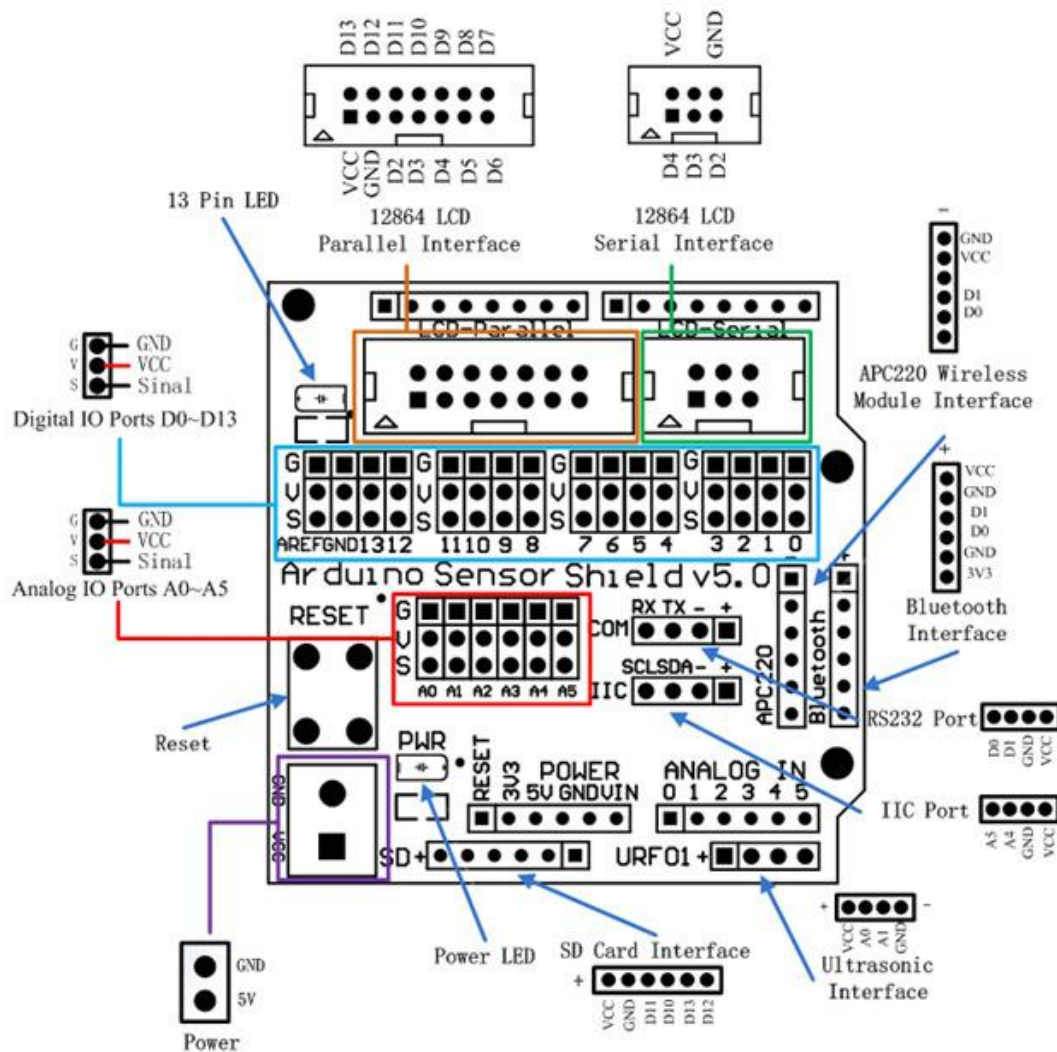 D13 D12 D11 D10 D9 D8 D7
VCC GND D2 D3 D4 D5 D6
12864 LCD
Parallel Interface
VCC GND
D4 D3 D2
12864 LCD
Serial Interface
13 Pin LED
-
GND
VCC
D1
D0
APC220 Wireless
Module Interface
G GND
V VCC
S Sinal
Digital IO Ports D0~D13
G GND
V VCC
S Sinal
Analog IO Ports A0~A5
+
VCC
GND
D1
D0
GND
3V3
Bluetooth
Interface
LCD-Parallel
LCD-Serial
G G G G
V V V V
S S S S
AREF GND 13 12 11 10 9 8 7 6 5 4 3 2 1 0
Arduino Sensor Shield v5.0
- +
APC220
Bluetooth
RESET
G
V
S
A0 A1 A2 A3 A4 A5
RX TX - +
COM
SCL SDA - +
IIC
RS232 Port
D0 D1 GND VCC
IIC Port
A5 A4 GND VCC
Reset
PWR
GND
VCC
POWER
RESET 3V3 5V GND VIN
ANALOG IN
0 1 2 3 4 5
SD+
URF01+
Power LED
SD Card Interface
+
VCC GND D11 D10 D13 D12
+ -
VCC A0 A1 GND
Ultrasonic
Interface
GND
5V
Power